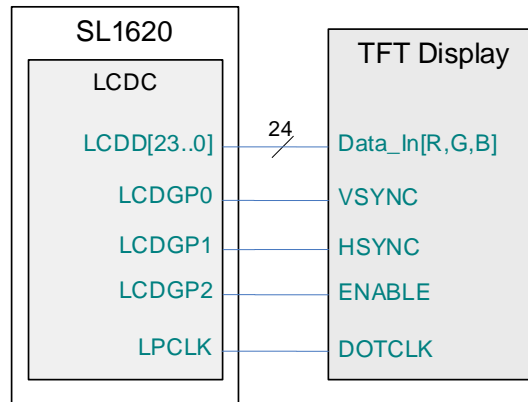 SL1620
TFT Display
LCDC
24
LCDD[23..0] Data_In[R,G,B]
LCDGP0 VSYNC
LCDGP1 HSYNC
LCDGP2 ENABLE
LPCLK DOTCLK